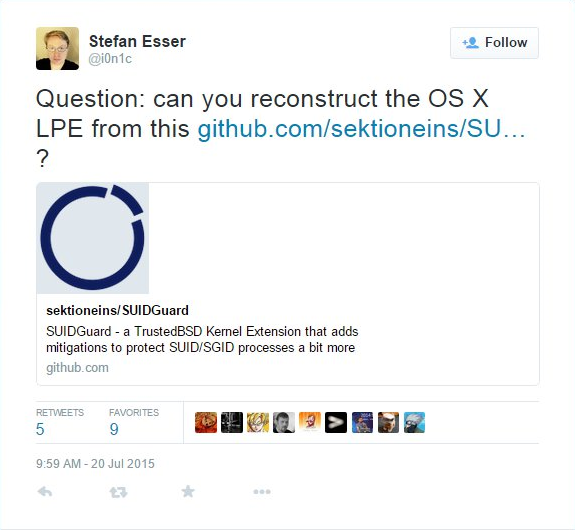 Stefan Esser
@i0n1c
Follow
Question: can you reconstruct the OS X
LPE from this github.com/sektioneins/SU…
?
sektioneins/SUIDGuard
SUIDGuard - a TrustedBSD Kernel Extension that adds
mitigations to protect SUID/SGID processes a bit more
github.com
RETWEETS FAVORITES
5 9
9:59 AM - 20 Jul 2015